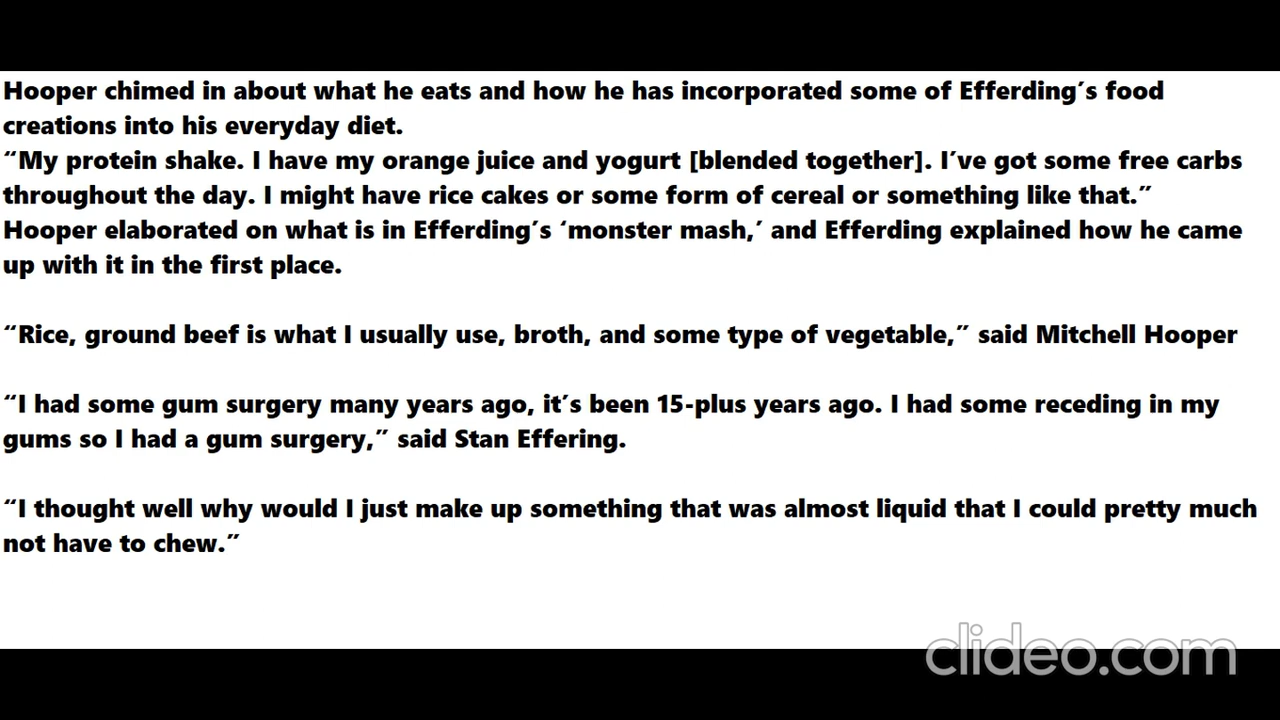 Hooper chimed in about what he eats and how he has incorporated some of Efferding’s food
creations into his everyday diet.
“My protein shake. I have my orange juice and yogurt [blended together]. I’ve got some free carbs
throughout the day. I might have rice cakes or some form of cereal or something like that.”
Hooper elaborated on what is in Efferding’s ‘monster mash,’ and Efferding explained how he came
up with it in the first place.
“Rice, ground beef is what I usually use, broth, and some type of vegetable,” said Mitchell Hooper
“I had some gum surgery many years ago, it’s been 15-plus years ago. I had some receding in my
gums so I had a gum surgery,” said Stan Effering.
“I thought well why would I just make up something that was almost liquid that I could pretty much
not have to chew.”
clideo.com